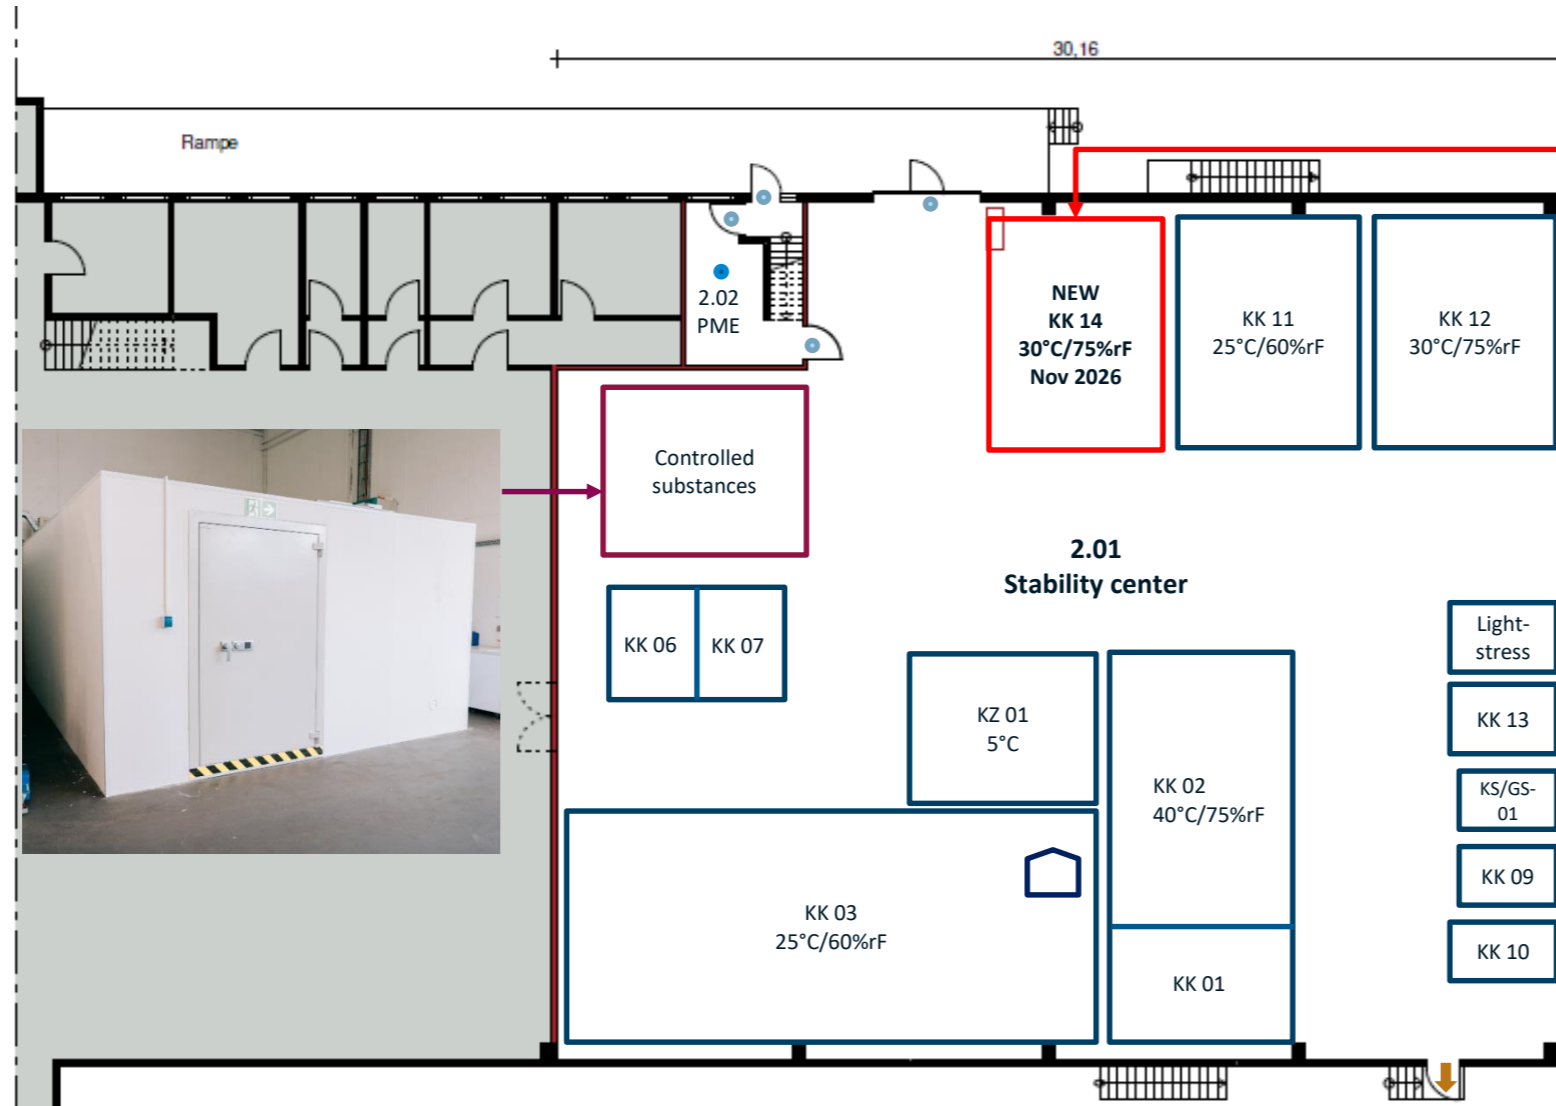 30,16
Rampe
2.02
PME
NEW
KK 14
30°C/75%rF
Nov 2026
KK 11
25°C/60%rF
KK 12
30°C/75%rF
Controlled
substances
2.01
Stability center
KK 06
KK 07
Light-
stress
KZ 01
5°C
KK 13
KK 02
40°C/75%rF
KS/GS-
01
KK 09
KK 03
25°C/60%rF
KK 10
KK 01